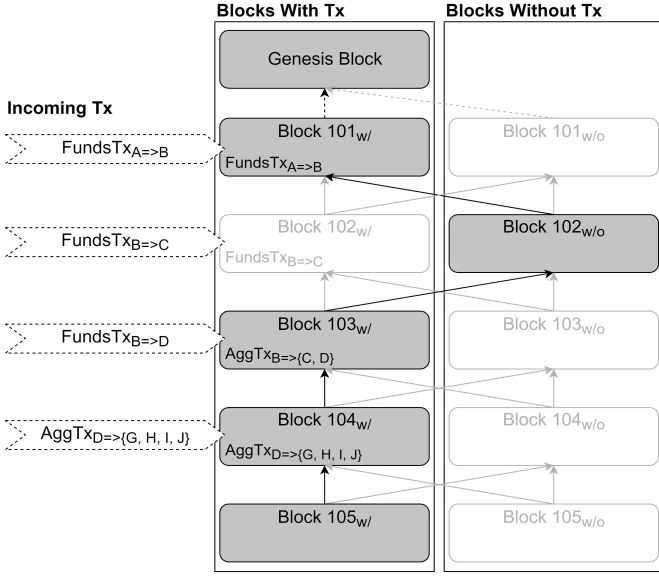 Blocks With Tx
Blocks Without Tx
Genesis Block
Incoming Tx
FundsTxA=>B
Block 101w/
FundsTxA=>B
Block 101w/o
FundsTxB=>C
Block 102w/
FundsTxB=>C
Block 102w/o
FundsTxB=>D
Block 103w/
AggTxB=>{C, D}
Block 103w/o
AggTxD=>{G, H, I, J}
Block 104w/
AggTxD=>{G, H, I, J}
Block 104w/o
Block 105w/
Block 105w/o